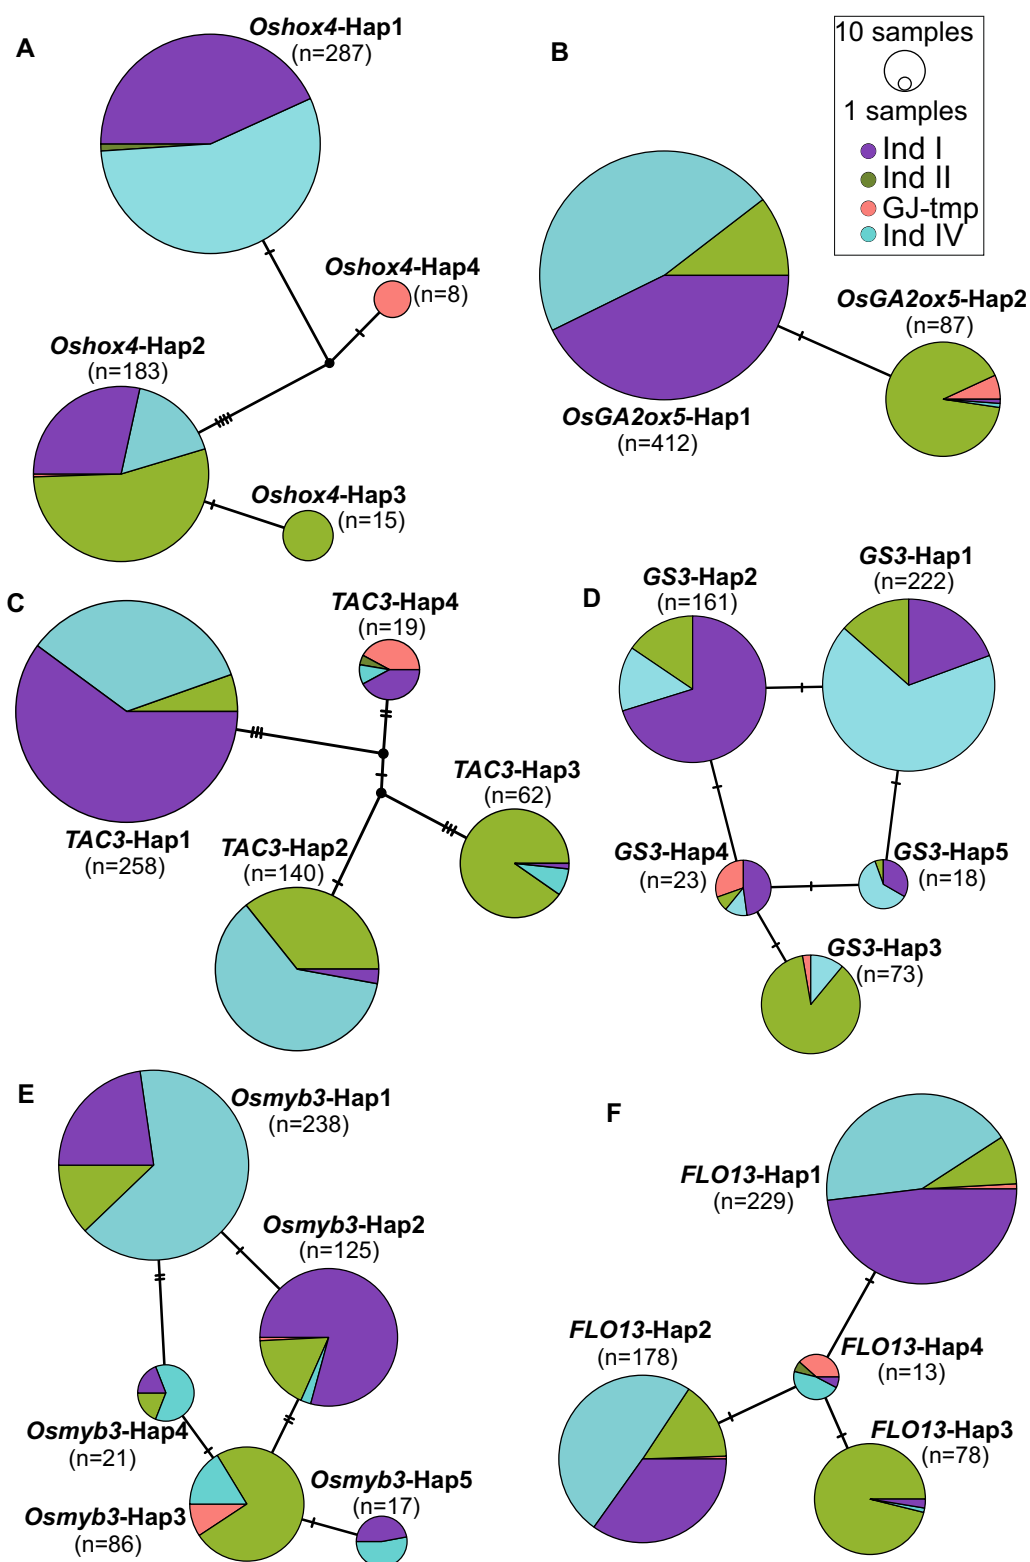 A
Oshox4-Hap1
(n=287)
Oshox4-Hap4
(n=8)
Oshox4-Hap2
(n=183)
Oshox4-Hap3
(n=15)
B
10 samples
1 samples
Ind I
Ind II
GJ-tmp
Ind IV
OsGA2ox5-Hap2
(n=87)
OsGA2ox5-Hap1
(n=412)
C
TAC3-Hap4
(n=19)
TAC3-Hap3
(n=62)
TAC3-Hap1
(n=258)
TAC3-Hap2
(n=140)
D
GS3-Hap2
(n=161)
GS3-Hap1
(n=222)
GS3-Hap4
(n=23)
GS3-Hap5
(n=18)
GS3-Hap3
(n=73)
E
Osmyb3-Hap1
(n=238)
Osmyb3-Hap2
(n=125)
Osmyb3-Hap4
(n=21)
Osmyb3-Hap3
(n=86)
Osmyb3-Hap5
(n=17)
F
FLO13-Hap1
(n=229)
FLO13-Hap2
(n=178)
FLO13-Hap4
(n=13)
FLO13-Hap3
(n=78)